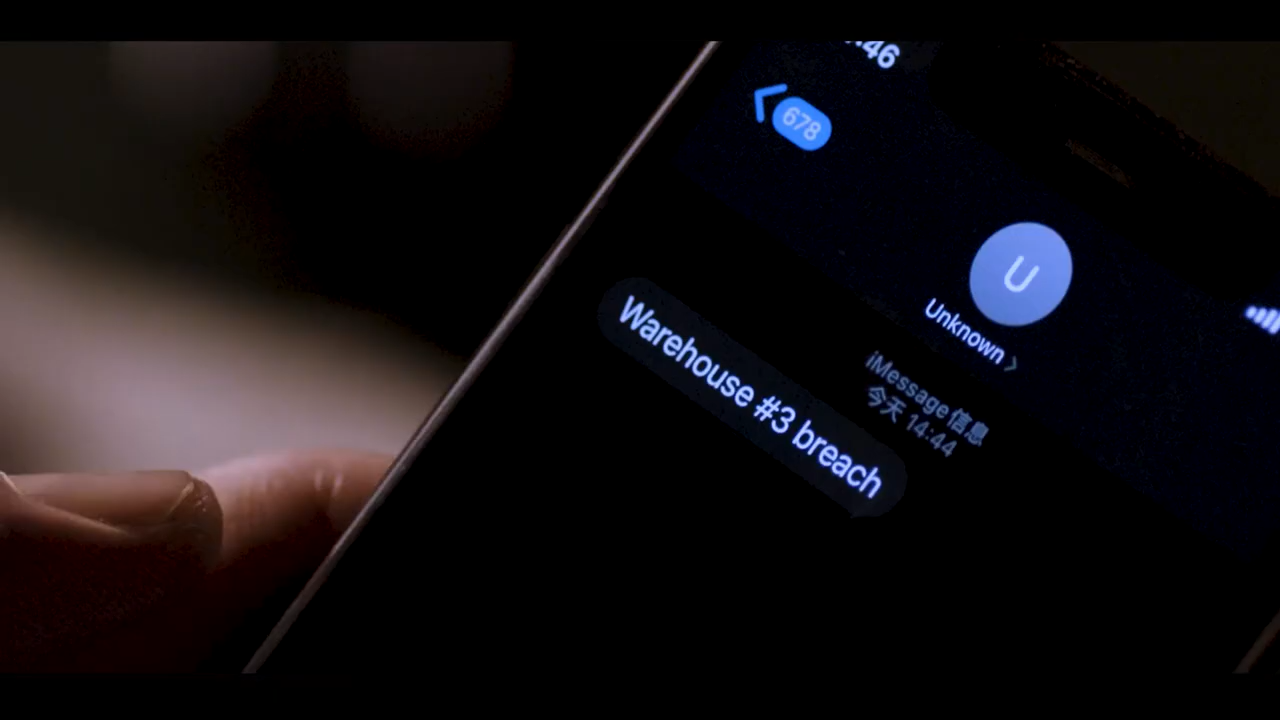 :46
678
U
Unknown
iMessage 信息
今天 14:44
Warehouse #3 breach